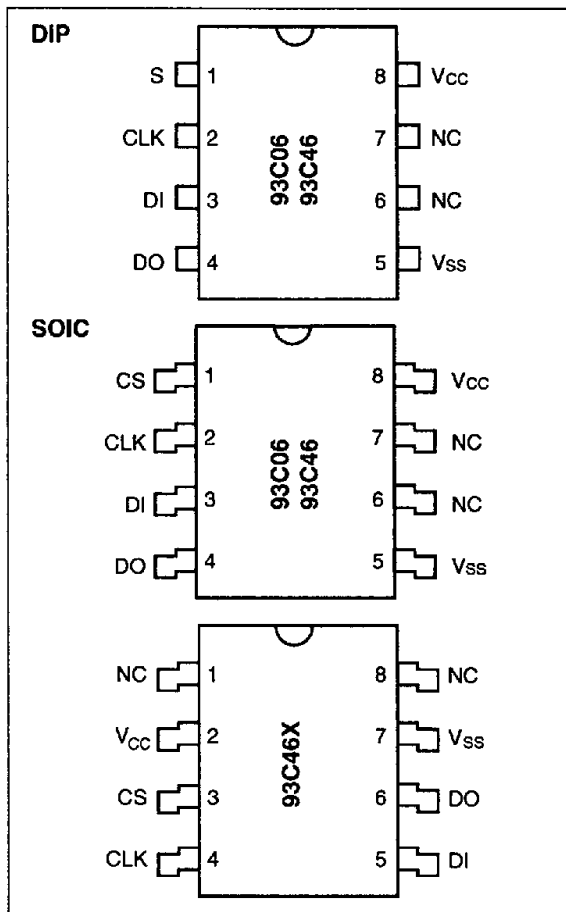 DIP
S 1 8 Vcc
CLK 2 7 NC
DI 3 6 NC
DO 4 5 Vss
93C06
93C46
SOIC
CS 1 8 Vcc
CLK 2 7 NC
DI 3 6 NC
DO 4 5 Vss
93C06
93C46
NC 1 8 NC
Vcc 2 7 Vss
CS 3 6 DO
CLK 4 5 DI
93C46X